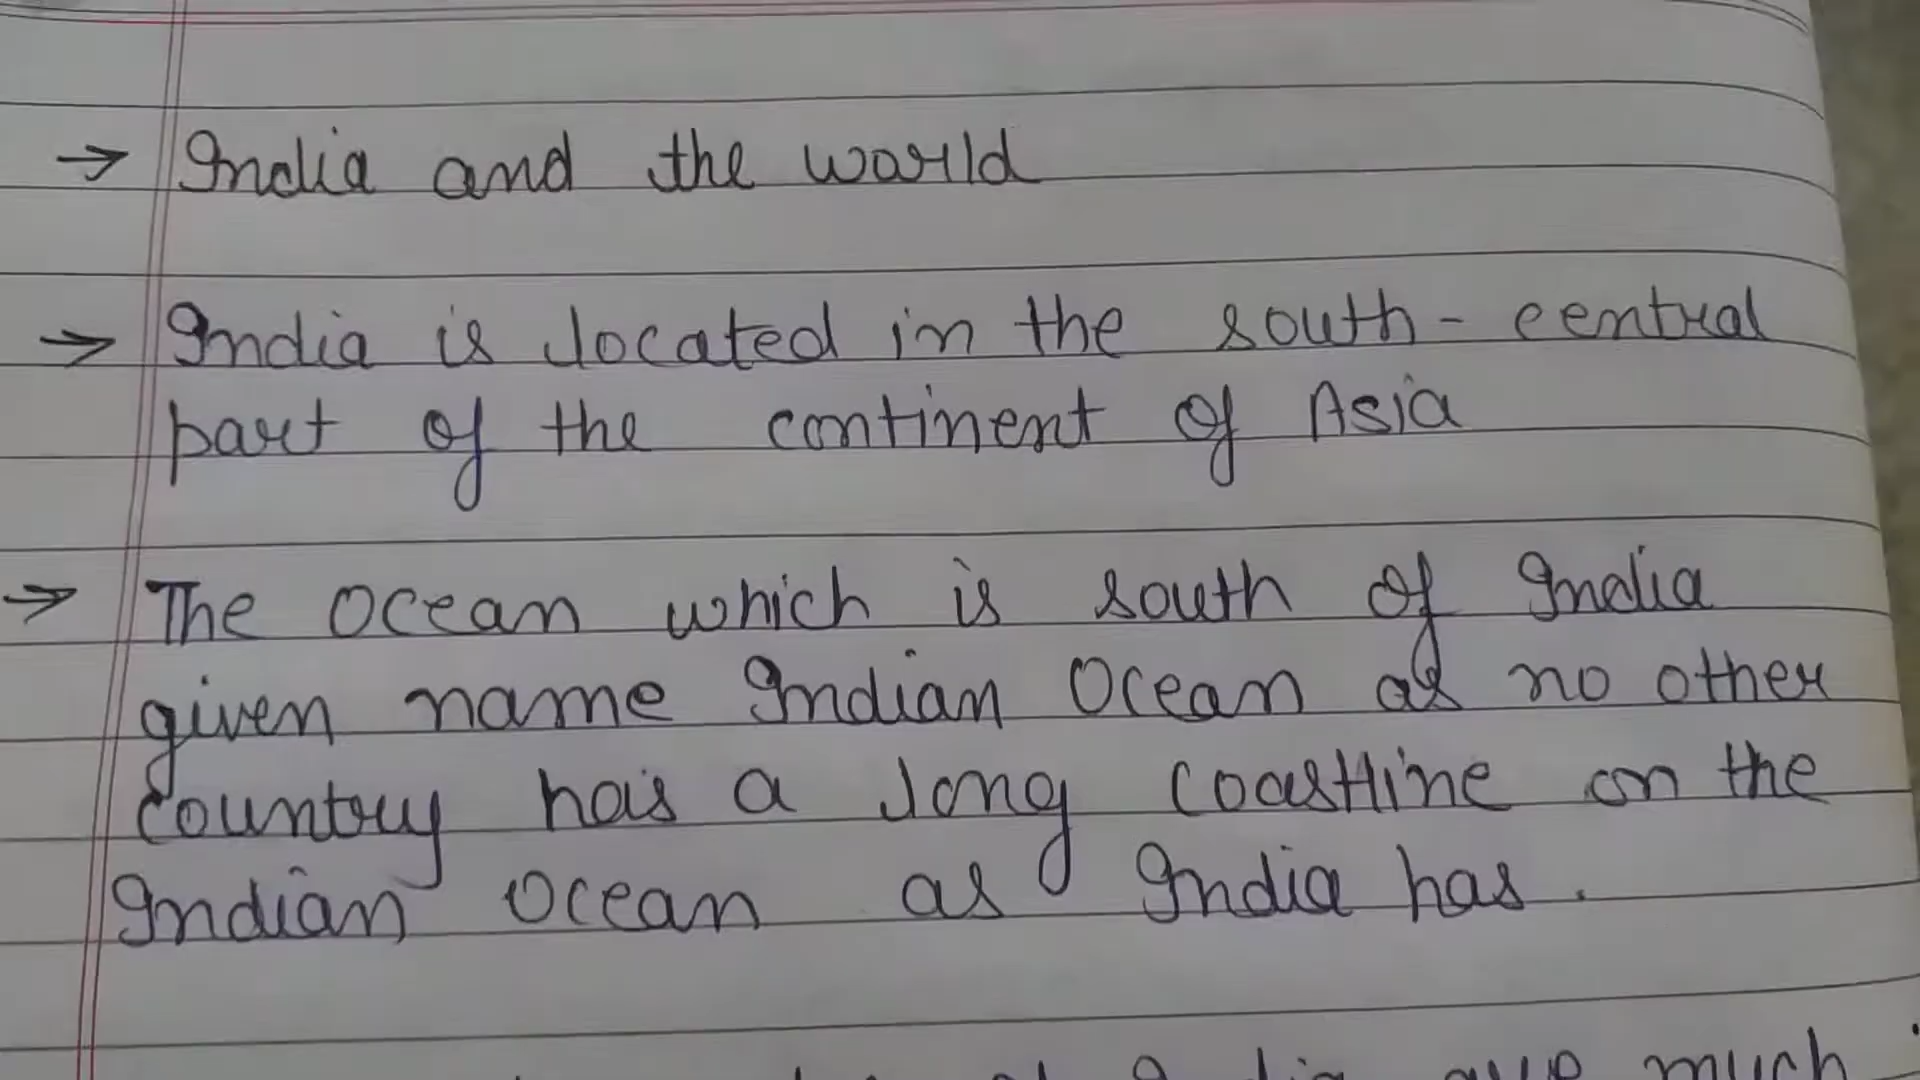 → India and the world
→ India is located in the south - central
part of the continent of Asia
→ The Ocean which is south of India
given name Indian Ocean as no other
country has a long coastline on the
Indian Ocean as India has .
much